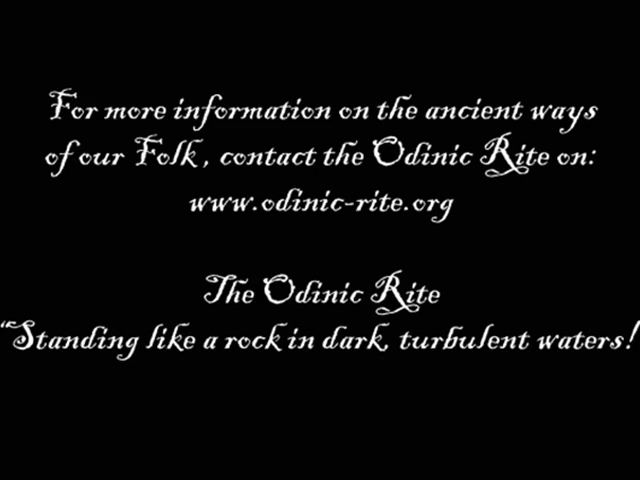 For more information on the ancient ways
of our Folk, contact the Odinic Rite on:
www.odinic-rite.org
The Odinic Rite
"Standing like a rock in dark, turbulent waters!